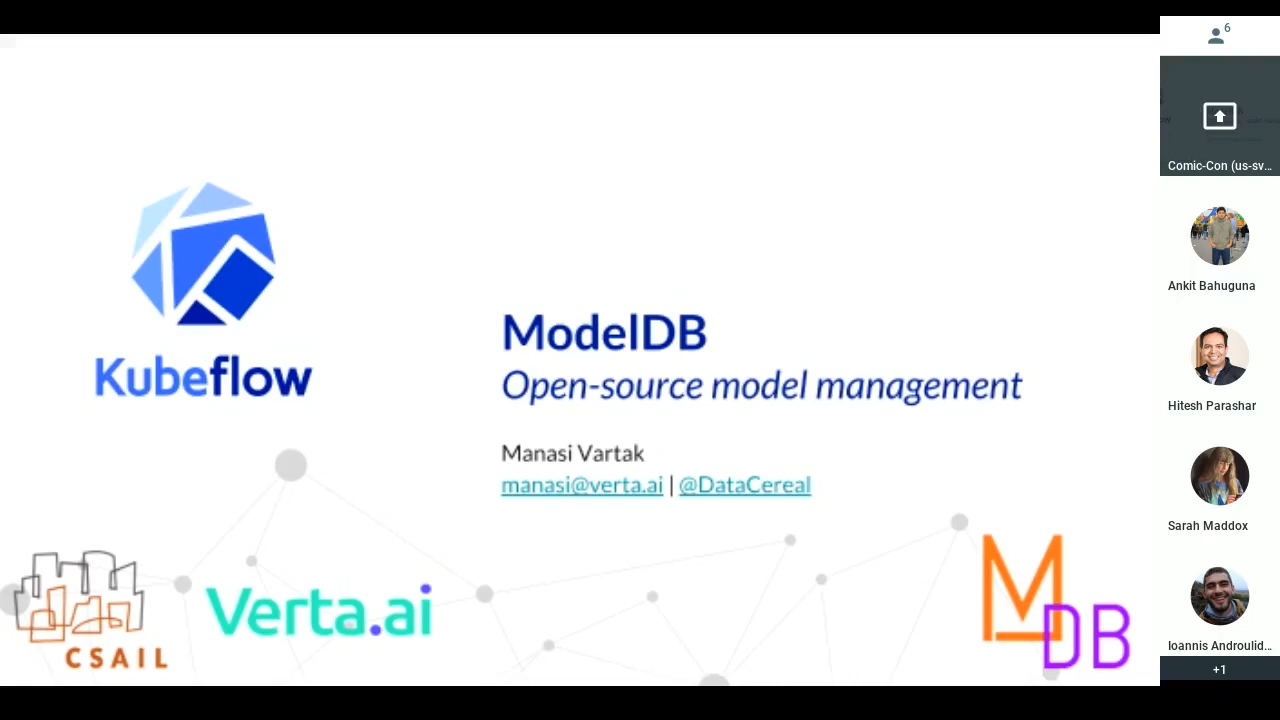 Kubeflow
ModelDB
Open-source model management
Manasi Vartak
manasi@verta.ai | @DataCereal
CSAIL
Verta.ai
MDB
6
Comic-Con (us-sv...
Ankit Bahuguna
Hitesh Parashar
Sarah Maddox
Ioannis Androulid...
+1